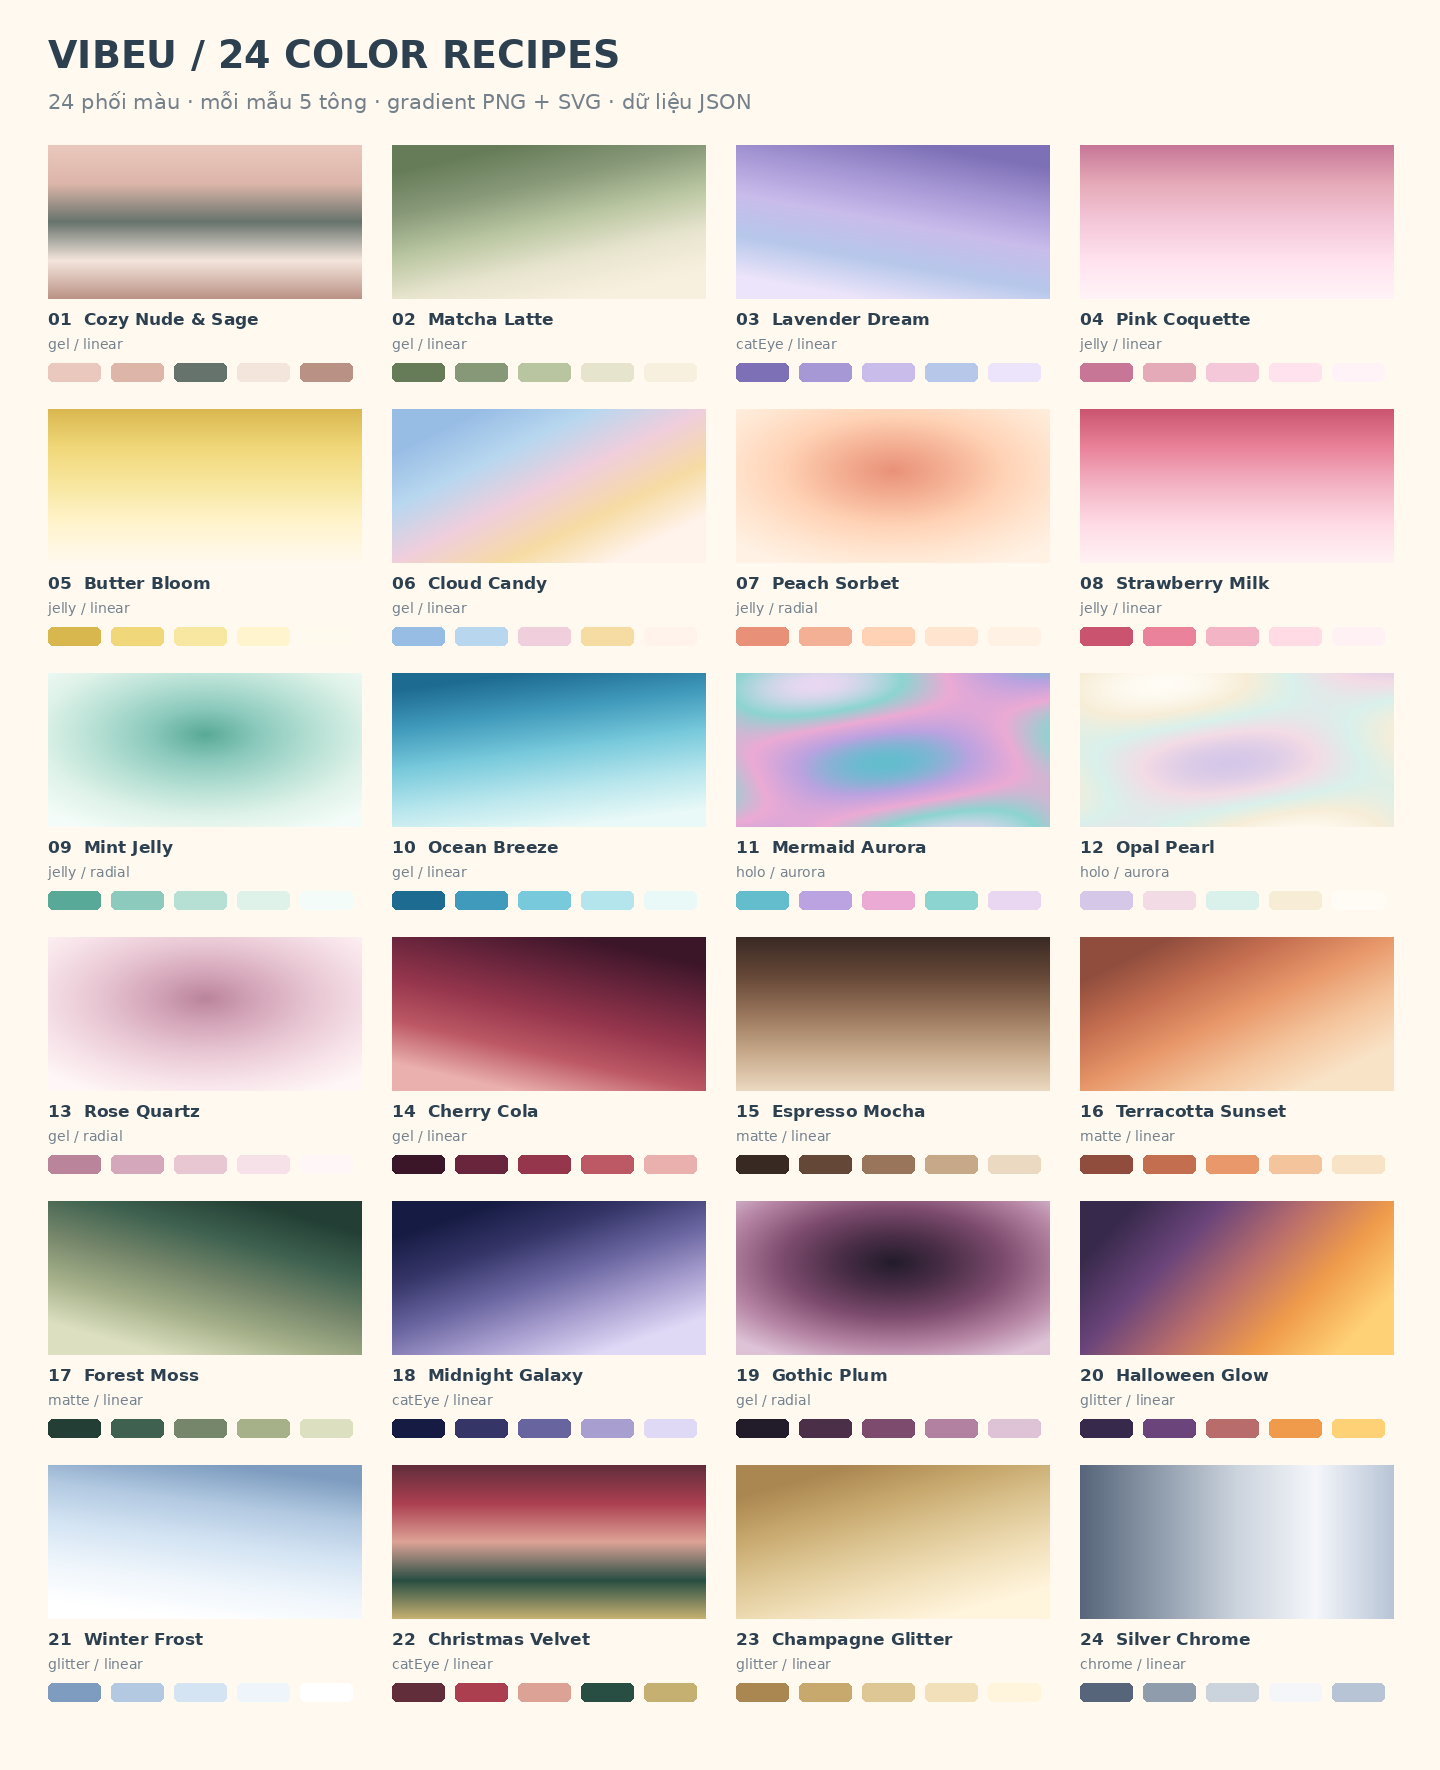 VIBEU / 24 COLOR RECIPES
24 phối màu · mỗi mẫu 5 tông · gradient PNG + SVG · dữ liệu JSON
01 Cozy Nude & Sage
gel / linear
02 Matcha Latte
gel / linear
03 Lavender Dream
catEye / linear
04 Pink Coquette
jelly / linear
05 Butter Bloom
jelly / linear
06 Cloud Candy
gel / linear
07 Peach Sorbet
jelly / radial
08 Strawberry Milk
jelly / linear
09 Mint Jelly
jelly / radial
10 Ocean Breeze
gel / linear
11 Mermaid Aurora
holo / aurora
12 Opal Pearl
holo / aurora
13 Rose Quartz
gel / radial
14 Cherry Cola
gel / linear
15 Espresso Mocha
matte / linear
16 Terracotta Sunset
matte / linear
17 Forest Moss
matte / linear
18 Midnight Galaxy
catEye / linear
19 Gothic Plum
gel / radial
20 Halloween Glow
glitter / linear
21 Winter Frost
glitter / linear
22 Christmas Velvet
catEye / linear
23 Champagne Glitter
glitter / linear
24 Silver Chrome
chrome / linear